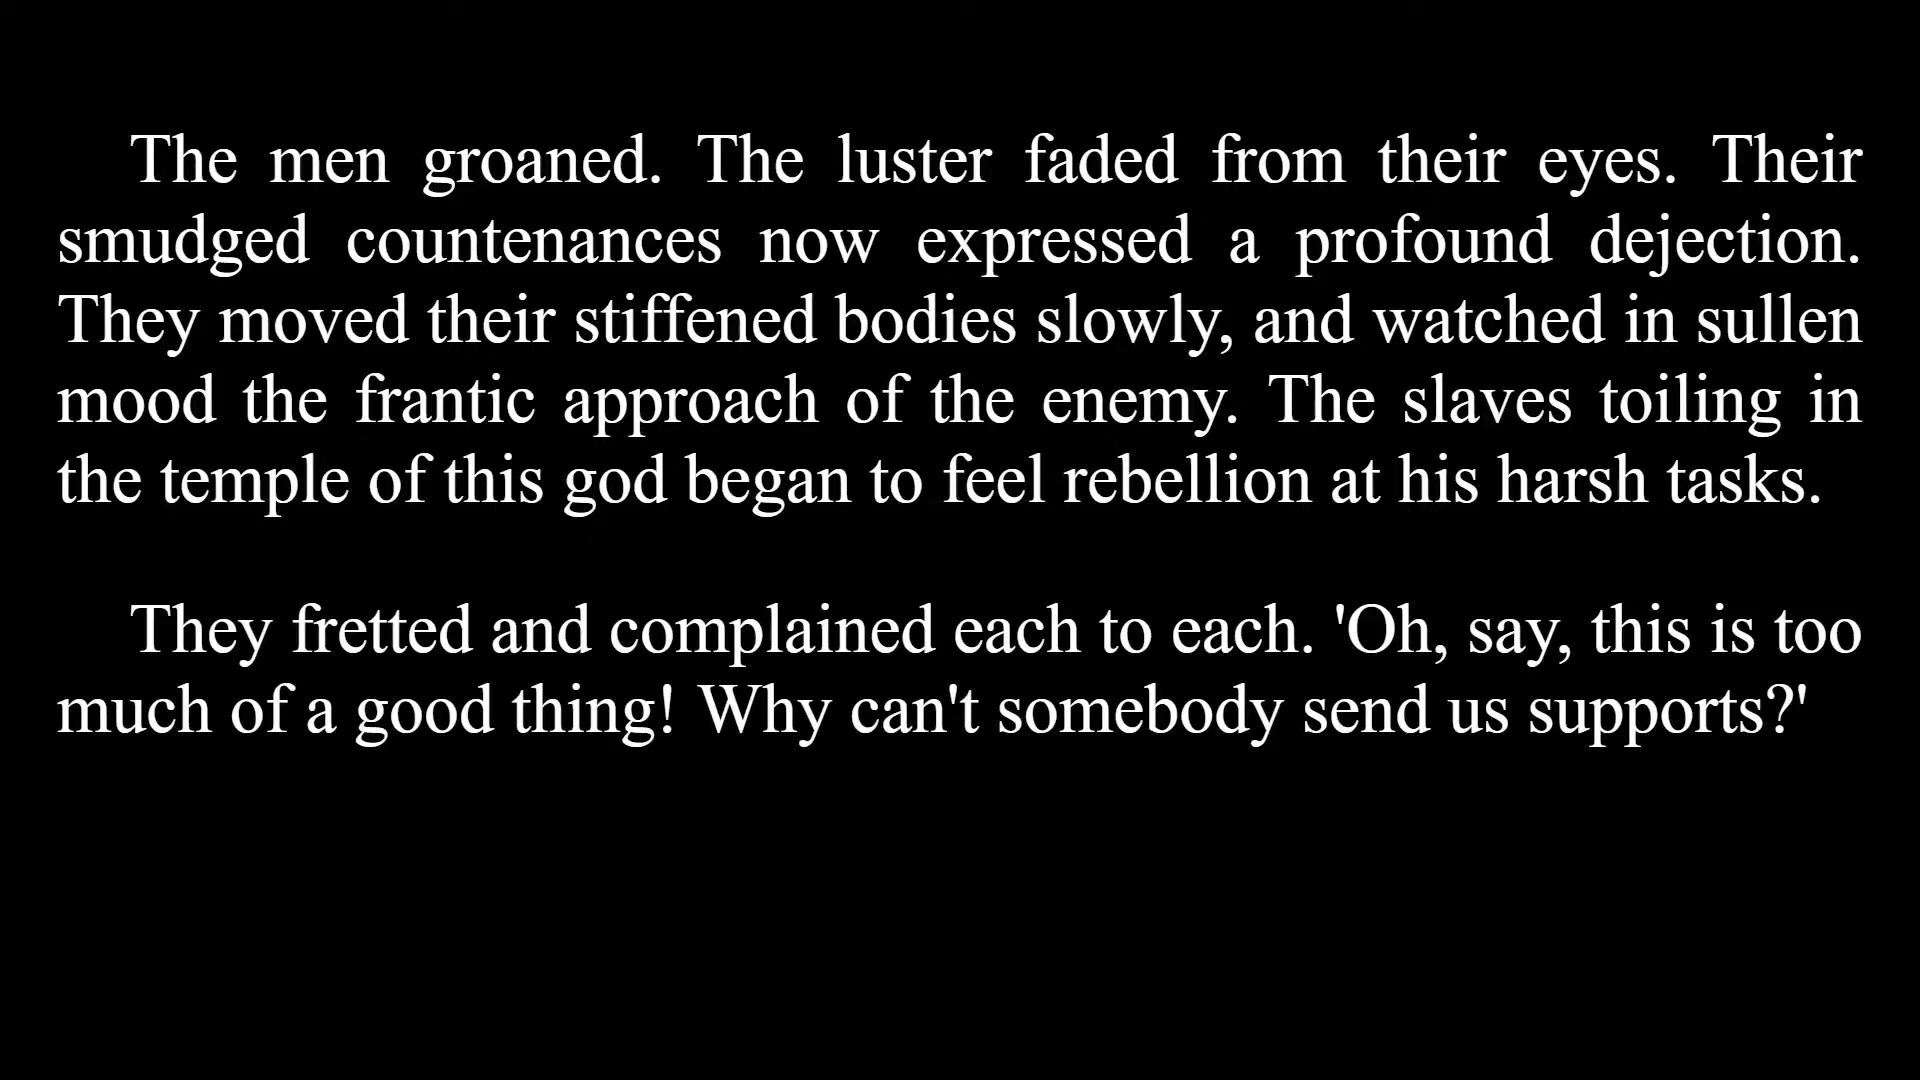 The men groaned. The luster faded from their eyes. Their
smudged countenances now expressed a profound dejection.
They moved their stiffened bodies slowly, and watched in sullen
mood the frantic approach of the enemy. The slaves toiling in
the temple of this god began to feel rebellion at his harsh tasks.
They fretted and complained each to each. 'Oh, say, this is too
much of a good thing! Why can't somebody send us supports?'